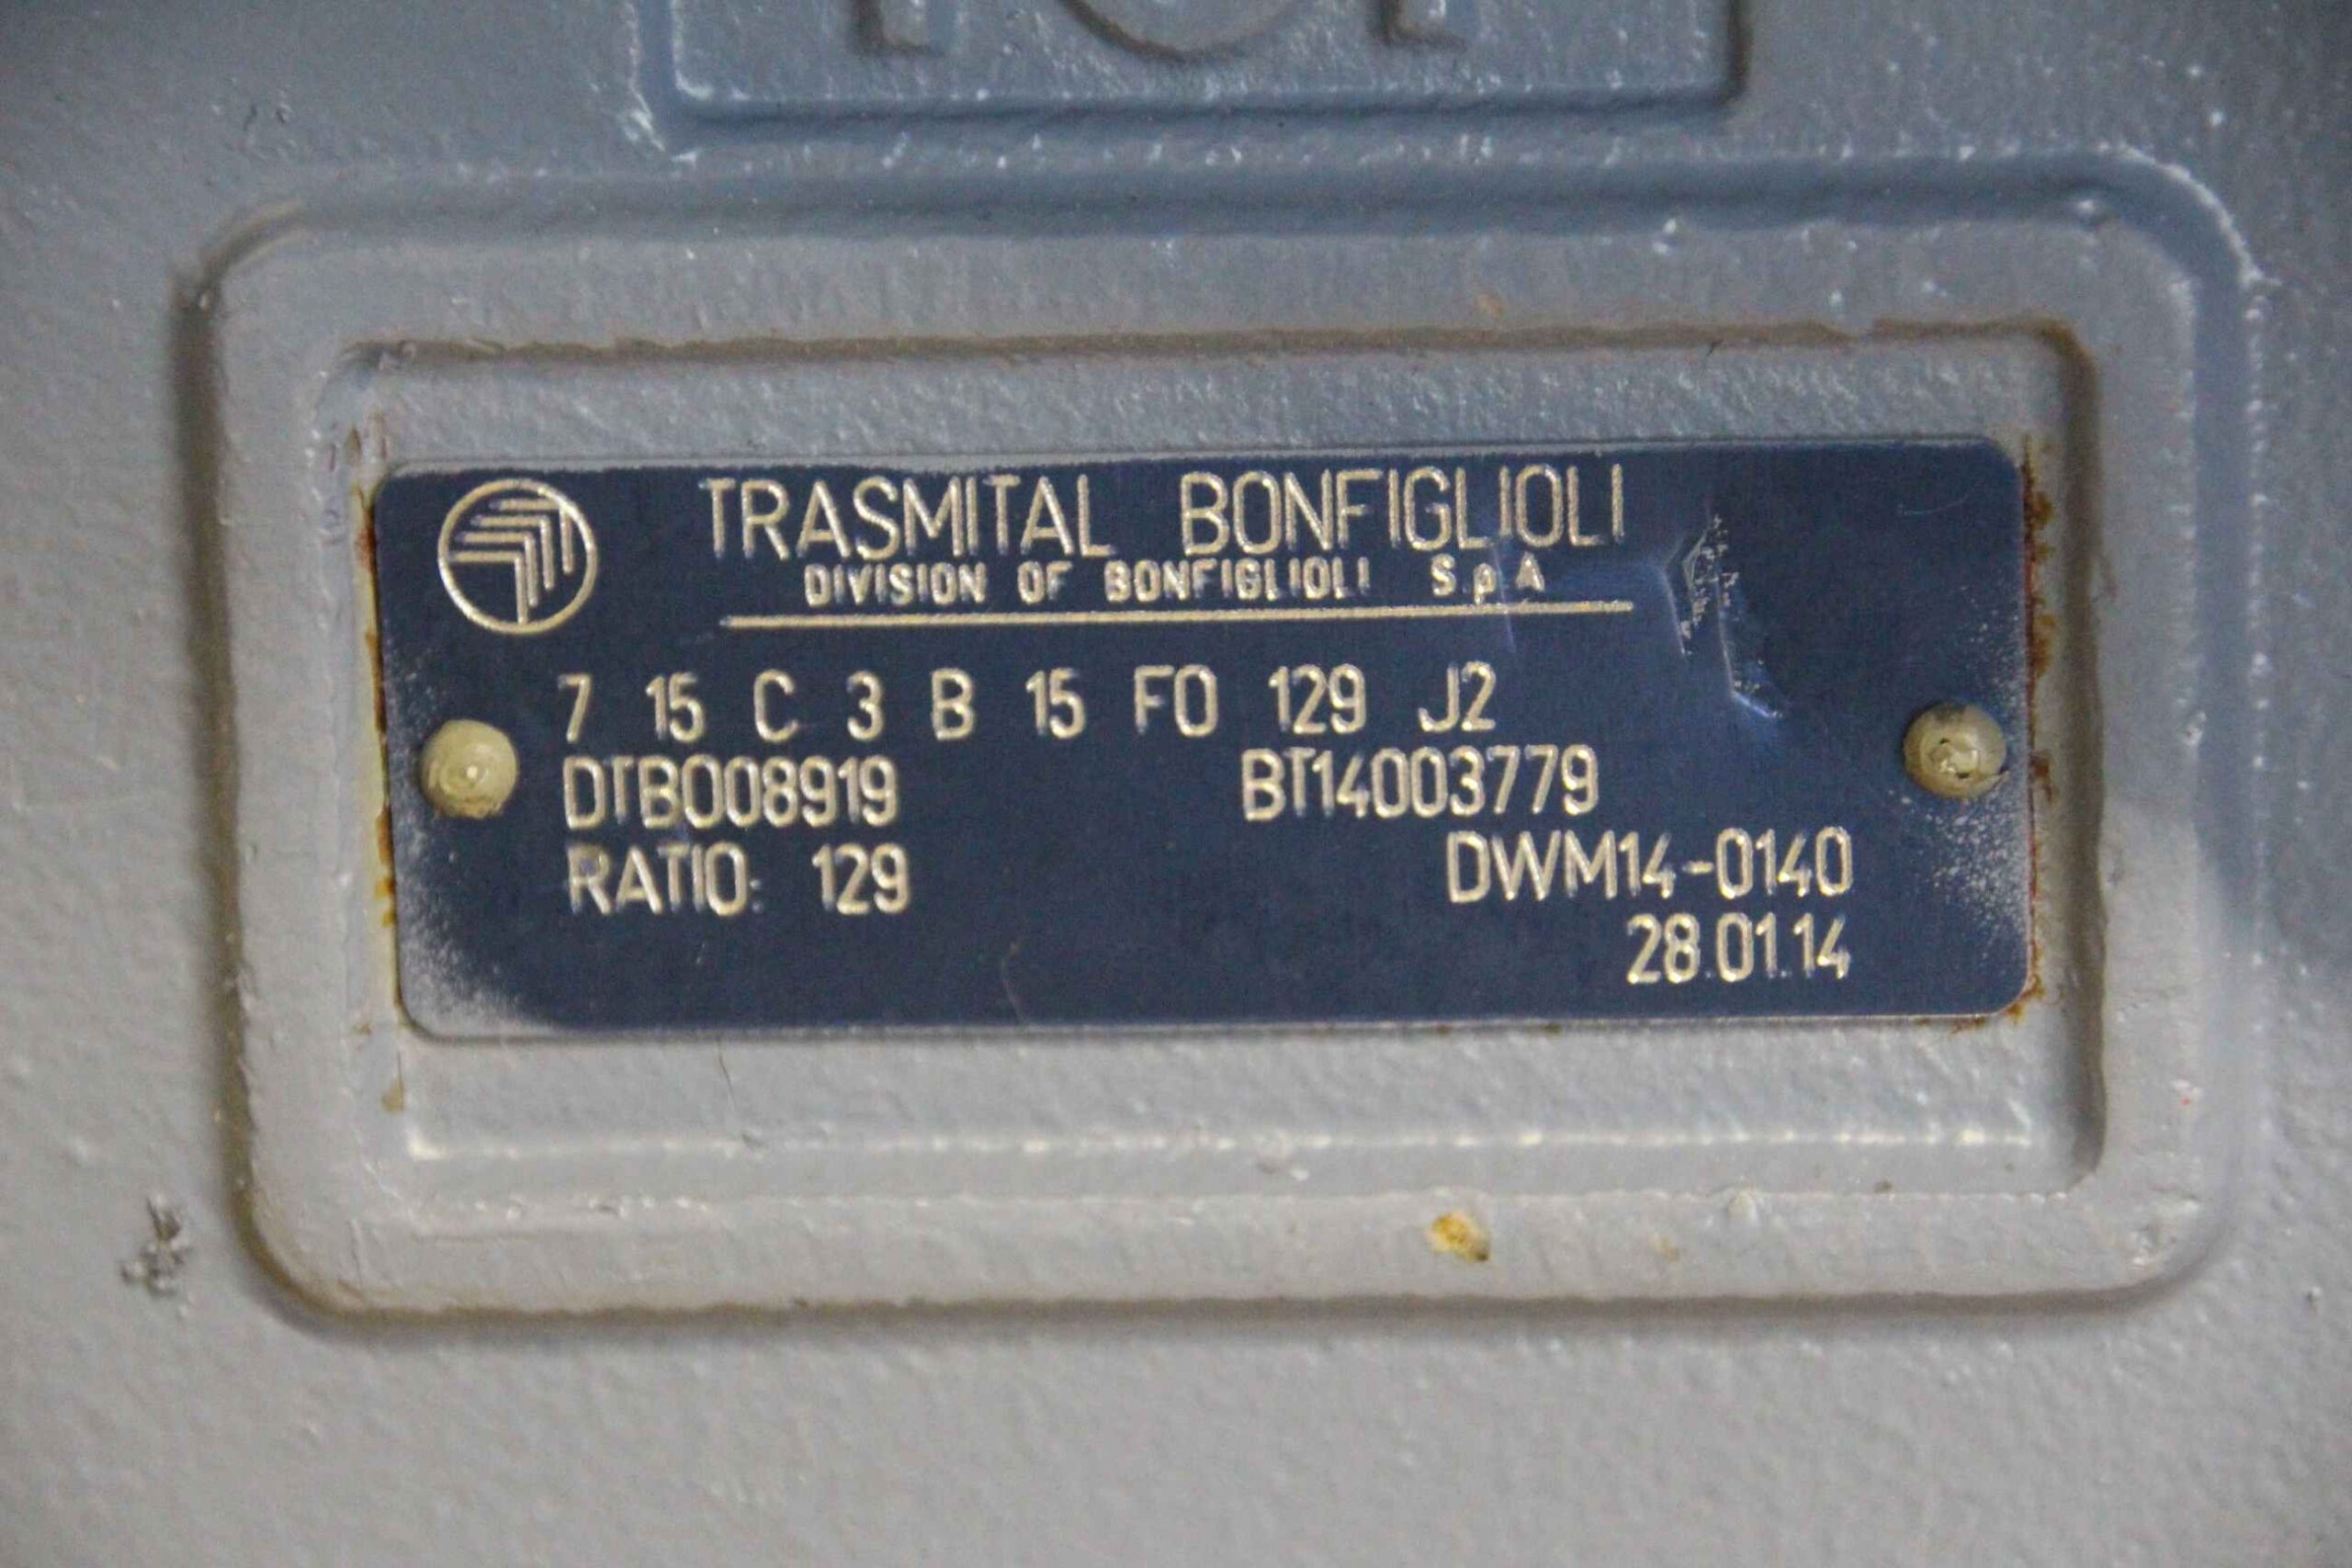 TRASMITAL BONFIGLIOLI
DIVISION OF BONFIGLIOLI S.p.A
7 15 C 3 B 15 FO 129 J2
DTB008919 BT14003779
RATIO: 129 DWM14-0140
28.01.14